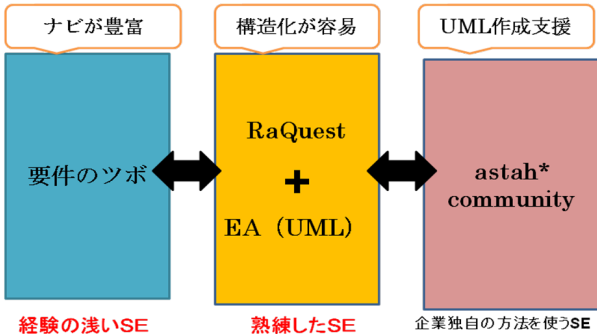 ナビが豊富
構造化が容易
UML作成支援
要件のツボ
RaQuest
+
EA（UML）
astah*
community
経験の浅いSE
熟練したSE
企業独自の方法を使うSE